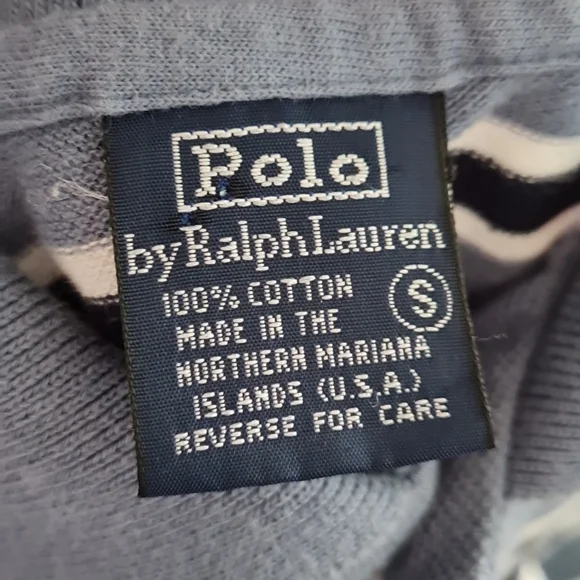 Polo
by Ralph Lauren
100% COTTON
S
MADE IN THE
NORTHERN MARIANA
ISLANDS (U.S.A.)
REVERSE FOR CARE